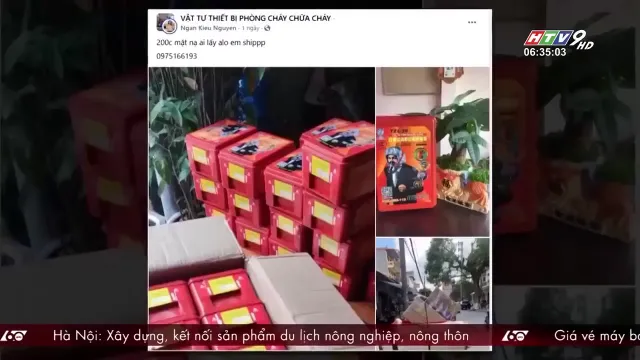 VẬT TƯ THIẾT BỊ PHÒNG CHÁY CHỮA CHÁY
Ngan Kieu Nguyen · 1 ngày ·
200c mặt nạ ai lấy alo em shippp
0975166193
HTV9 HD
06:35:03
60
Hà Nội: Xây dựng, kết nối sản phẩm du lịch nông nghiệp, nông thôn
60
Giá vé máy b